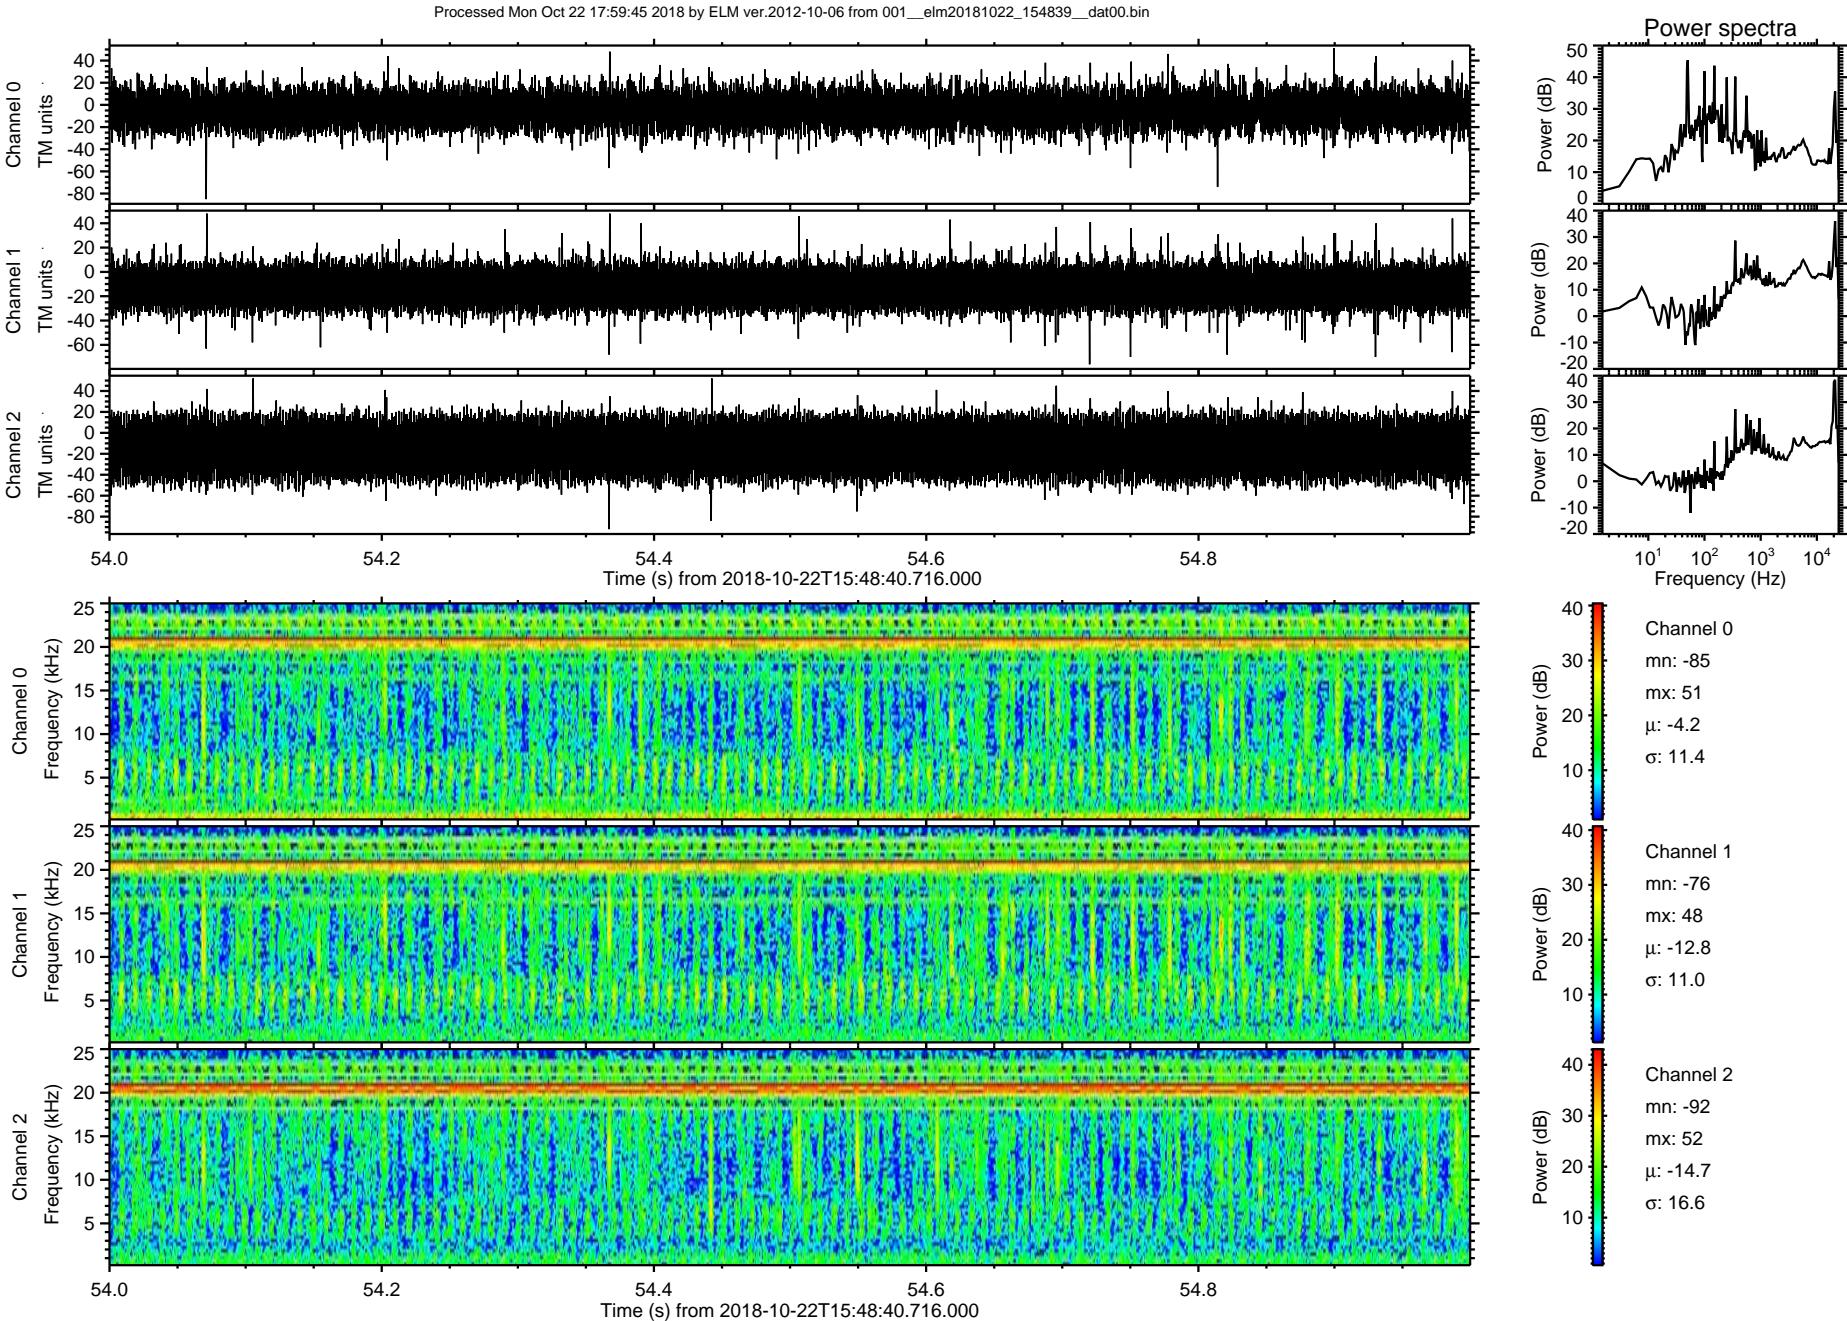 Processed Mon Oct 22 17:59:45 2018 by ELM ver.2012-10-06 from 001__elm20181022_154839__dat00.bin
Power spectra
Channel 0
TM units
40
20
0
-20
-40
-60
-80
Power (dB)
50
40
30
20
10
0
Channel 1
TM units
40
20
0
-20
-40
-60
Power (dB)
40
30
20
10
0
-10
-20
Channel 2
TM units
40
20
0
-20
-40
-60
-80
Power (dB)
40
30
20
10
0
-10
-20
54.0 54.2 54.4 54.6 54.8
Time (s) from 2018-10-22T15:48:40.716.000
10¹ 10² 10³ 10⁴
Frequency (Hz)
Channel 0
Frequency (kHz)
25
20
15
10
5
Power (dB)
40
30
20
10
Channel 0
mn: -85
mx: 51
μ: -4.2
σ: 11.4
Channel 1
Frequency (kHz)
25
20
15
10
5
Power (dB)
40
30
20
10
Channel 1
mn: -76
mx: 48
μ: -12.8
σ: 11.0
Channel 2
Frequency (kHz)
25
20
15
10
5
Power (dB)
40
30
20
10
Channel 2
mn: -92
mx: 52
μ: -14.7
σ: 16.6
54.0 54.2 54.4 54.6 54.8
Time (s) from 2018-10-22T15:48:40.716.000